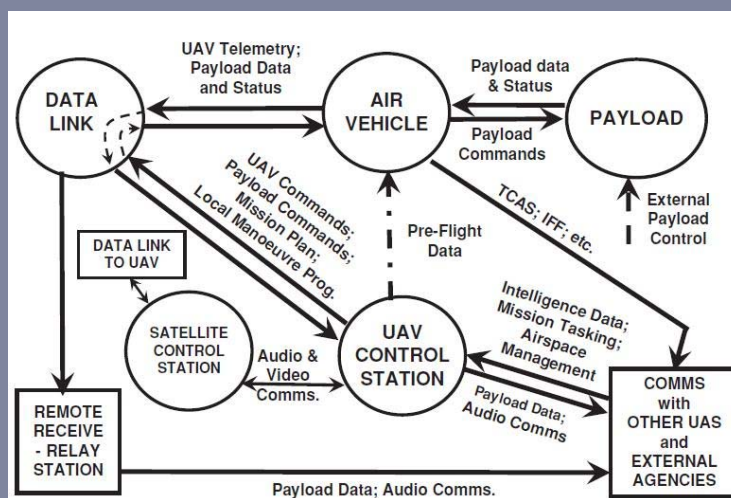 UAV Telemetry;
Payload Data
and Status
DATA
LINK
AIR
VEHICLE
Payload data
& Status
Payload
Commands
PAYLOAD
UAV Commands;
Payload Commands;
Mission Plan;
Local Manoeuvre Prog.
TCAS; IFF; etc.
External
Payload
Control
DATA LINK
TO UAV
Pre-Flight
Data
SATELLITE
CONTROL
STATION
Audio &
Video
Comms.
UAV
CONTROL
STATION
Intelligence Data;
Mission Tasking;
Airspace
Management
Payload Data;
Audio Comms
REMOTE
RECEIVE
- RELAY
STATION
COMMS
with
OTHER UAS
and
EXTERNAL
AGENCIES
Payload Data; Audio Comms.